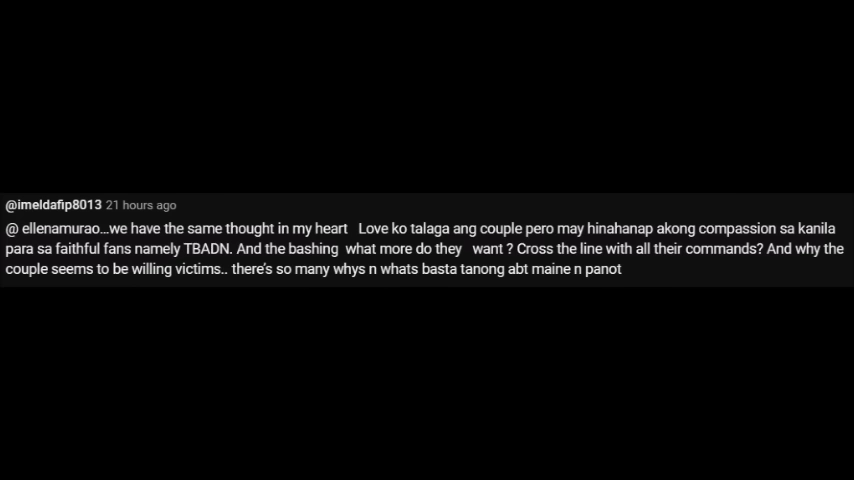 @imeldafip8013 21 hours ago
@ ellenamurao...we have the same thought in my heart Love ko talaga ang couple pero may hinahanap akong compassion sa kanila
para sa faithful fans namely TBADN. And the bashing what more do they want ? Cross the line with all their commands? And why the
couple seems to be willing victims.. there's so many whys n whats basta tanong abt maine n panot